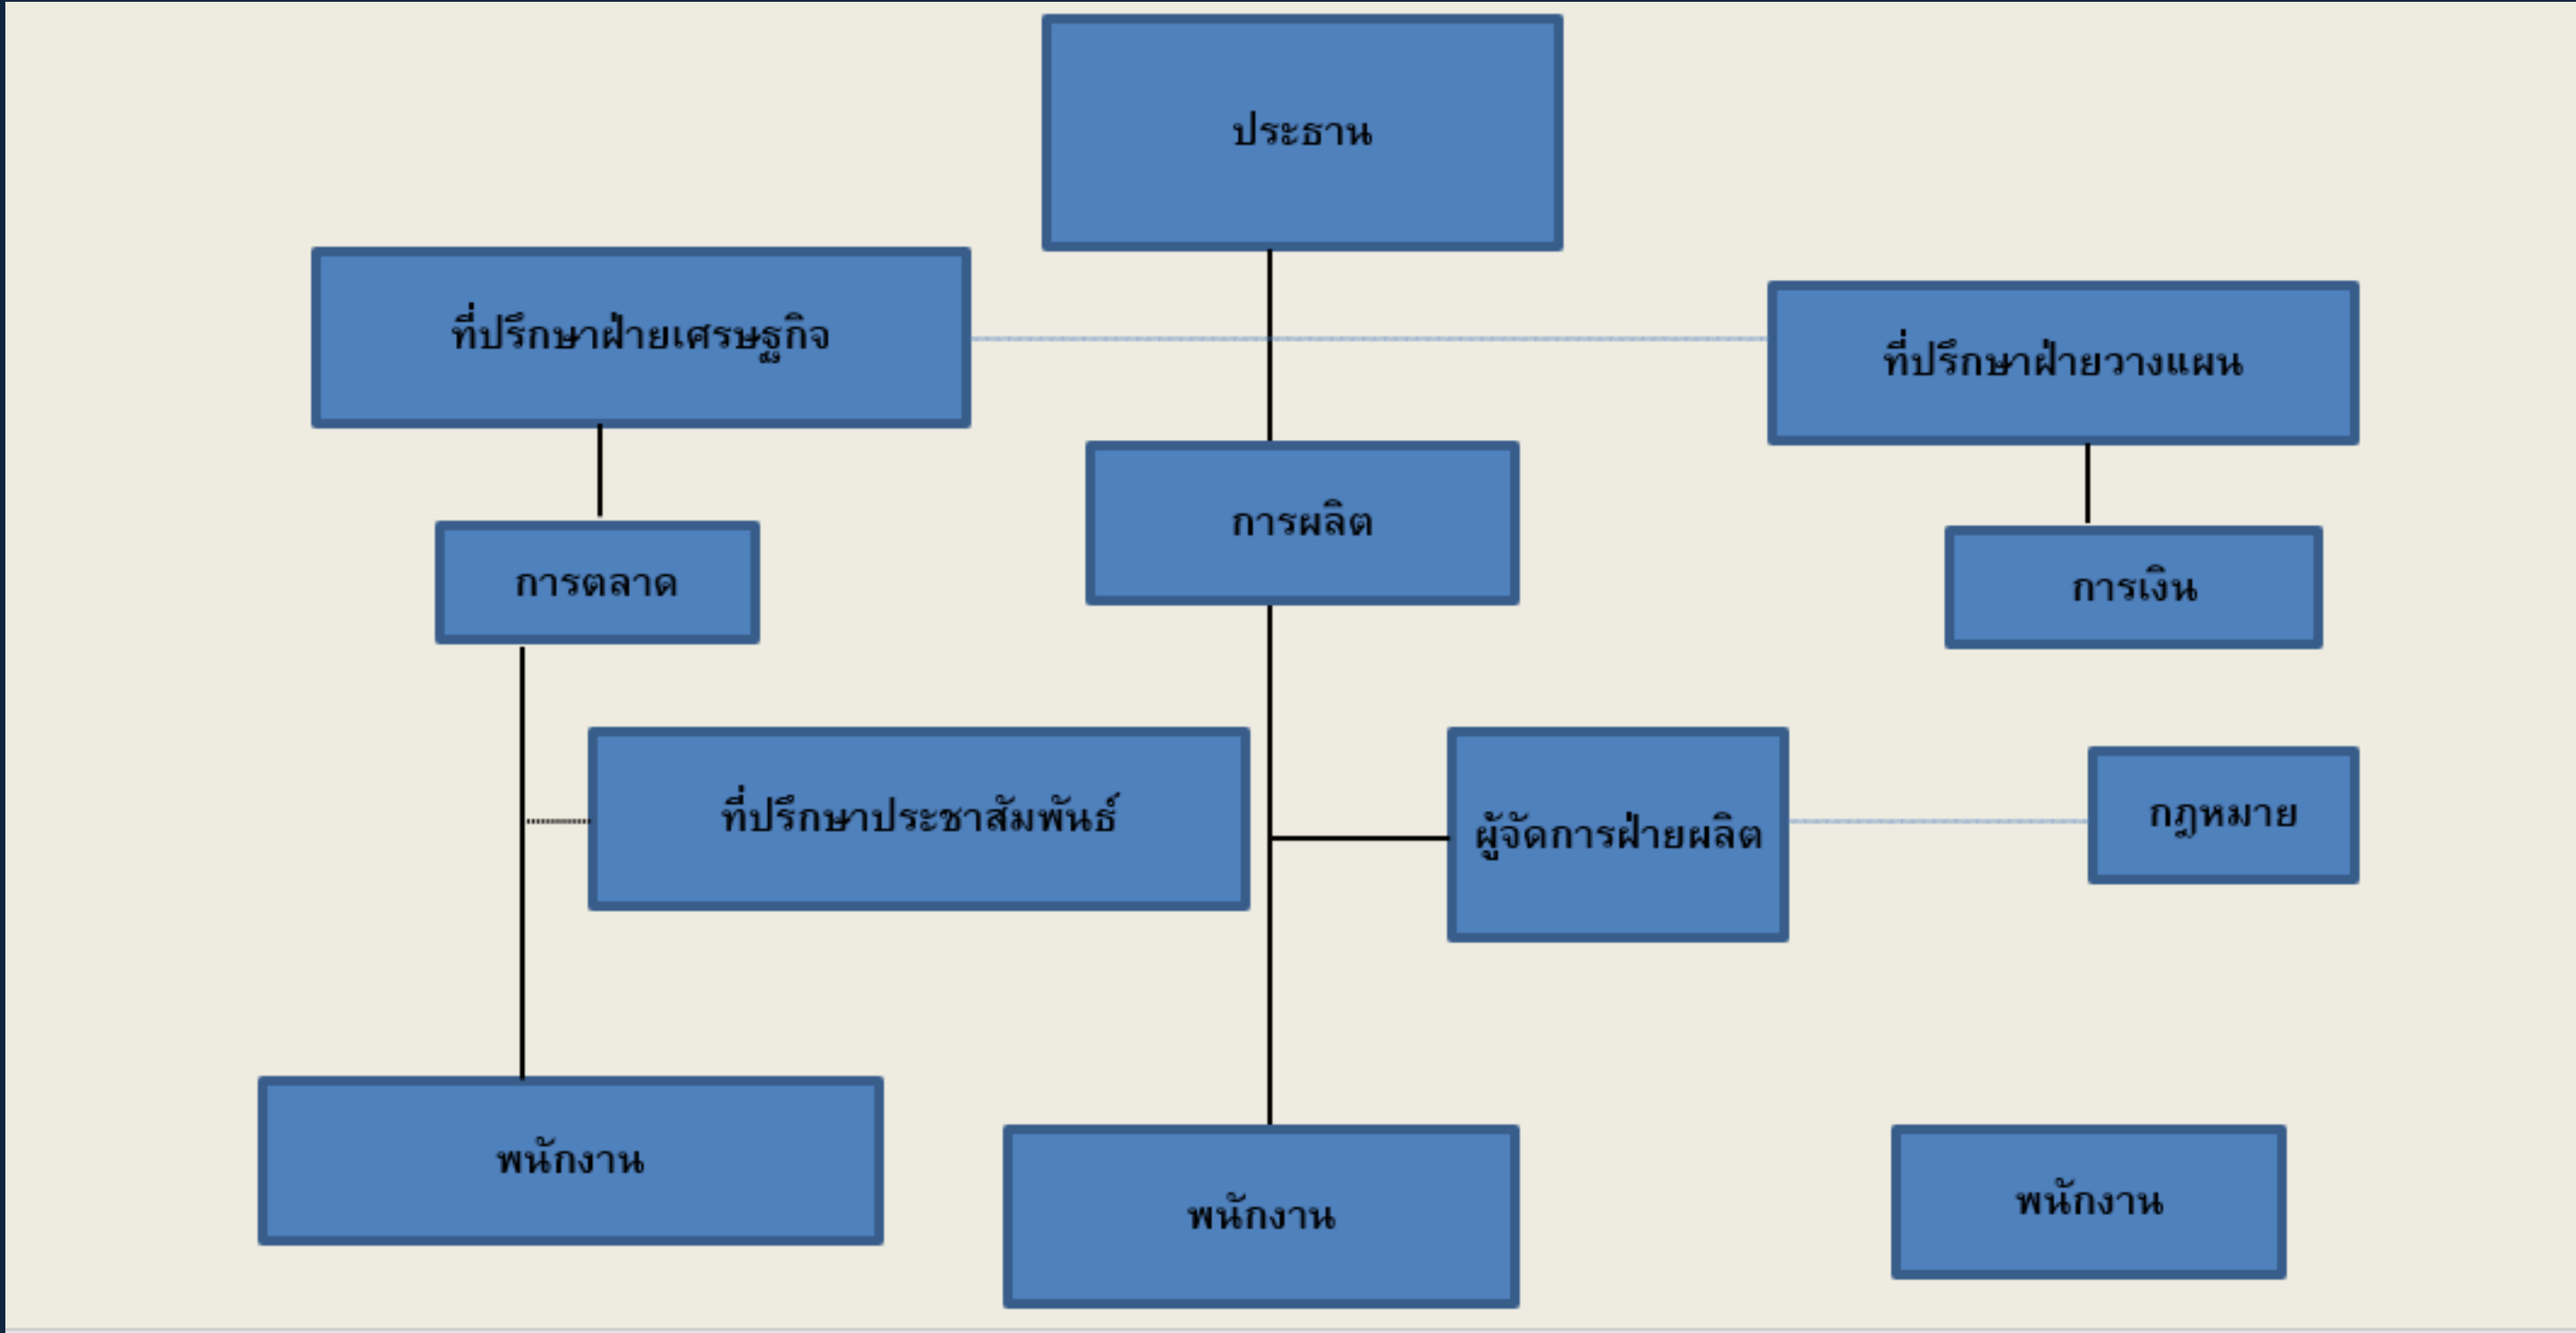 ประธาน
ที่ปรึกษาฝ่ายเศรษฐกิจ
ที่ปรึกษาฝ่ายวางแผน
การผลิต
การตลาด
การเงิน
ที่ปรึกษาประชาสัมพันธ์
ผู้จัดการฝ่ายผลิต
กฎหมาย
พนักงาน
พนักงาน
พนักงาน